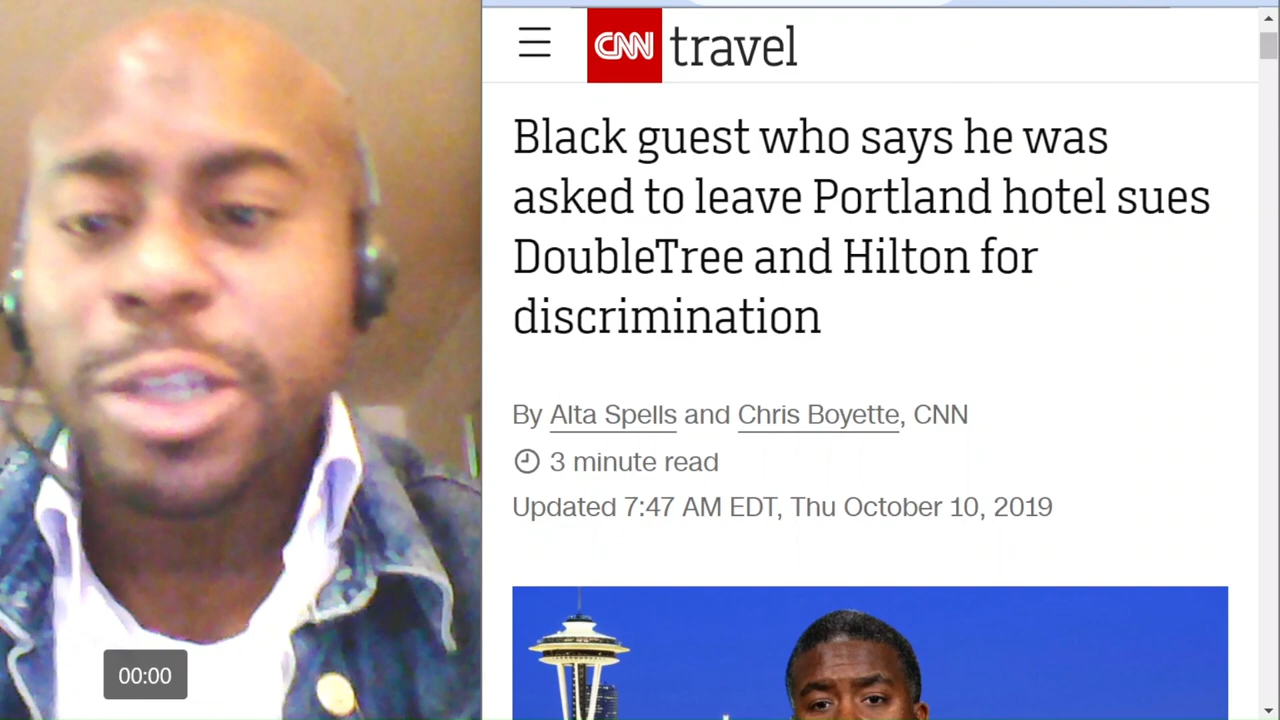 CNN travel
Black guest who says he was
asked to leave Portland hotel sues
DoubleTree and Hilton for
discrimination
By Alta Spells and Chris Boyette, CNN
3 minute read
Updated 7:47 AM EDT, Thu October 10, 2019
00:00